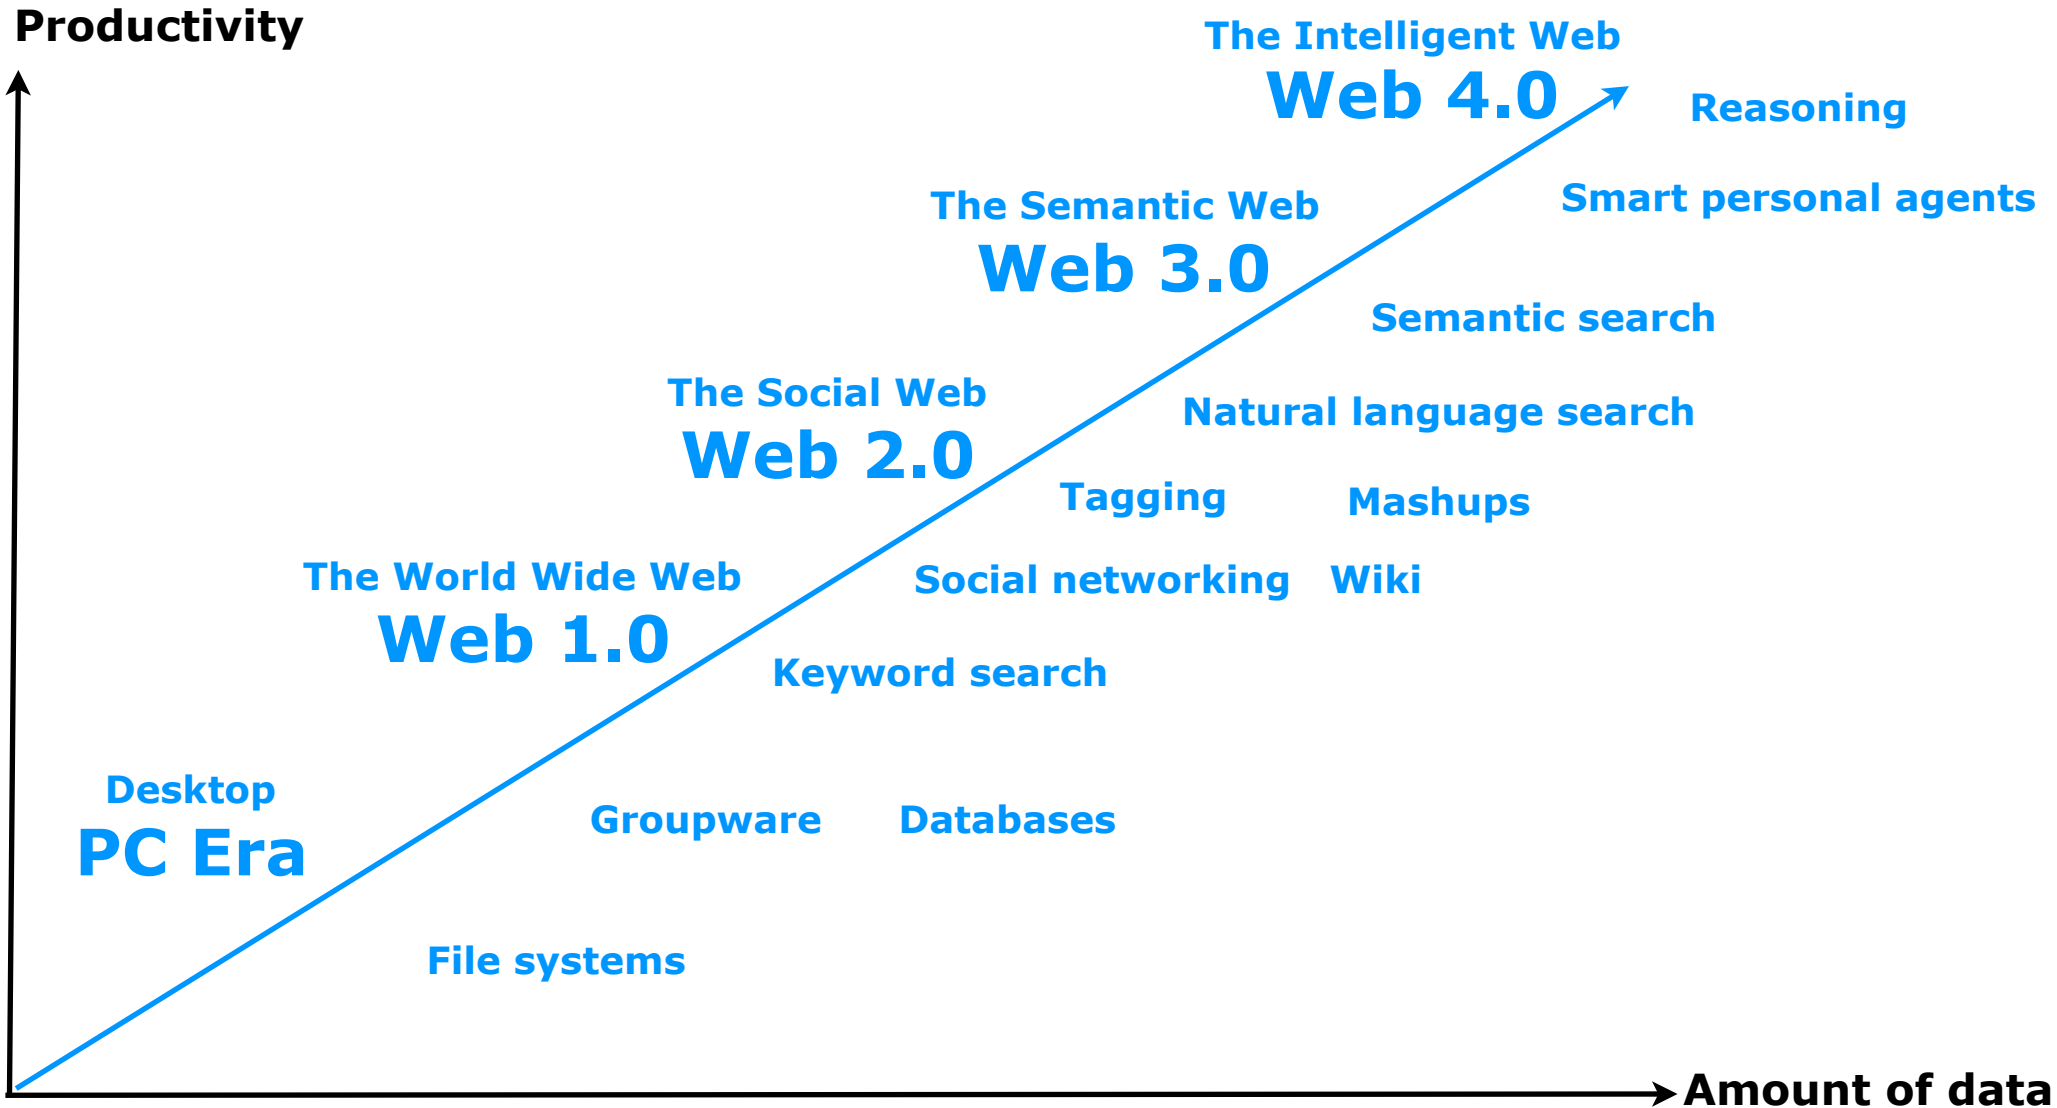 Productivity
The Intelligent Web
Web 4.0
Reasoning
Smart personal agents
The Semantic Web
Web 3.0
Semantic search
The Social Web
Web 2.0
Natural language search
Tagging
Mashups
The World Wide Web
Web 1.0
Social networking
Wiki
Keyword search
Desktop
PC Era
Groupware
Databases
File systems
Amount of data